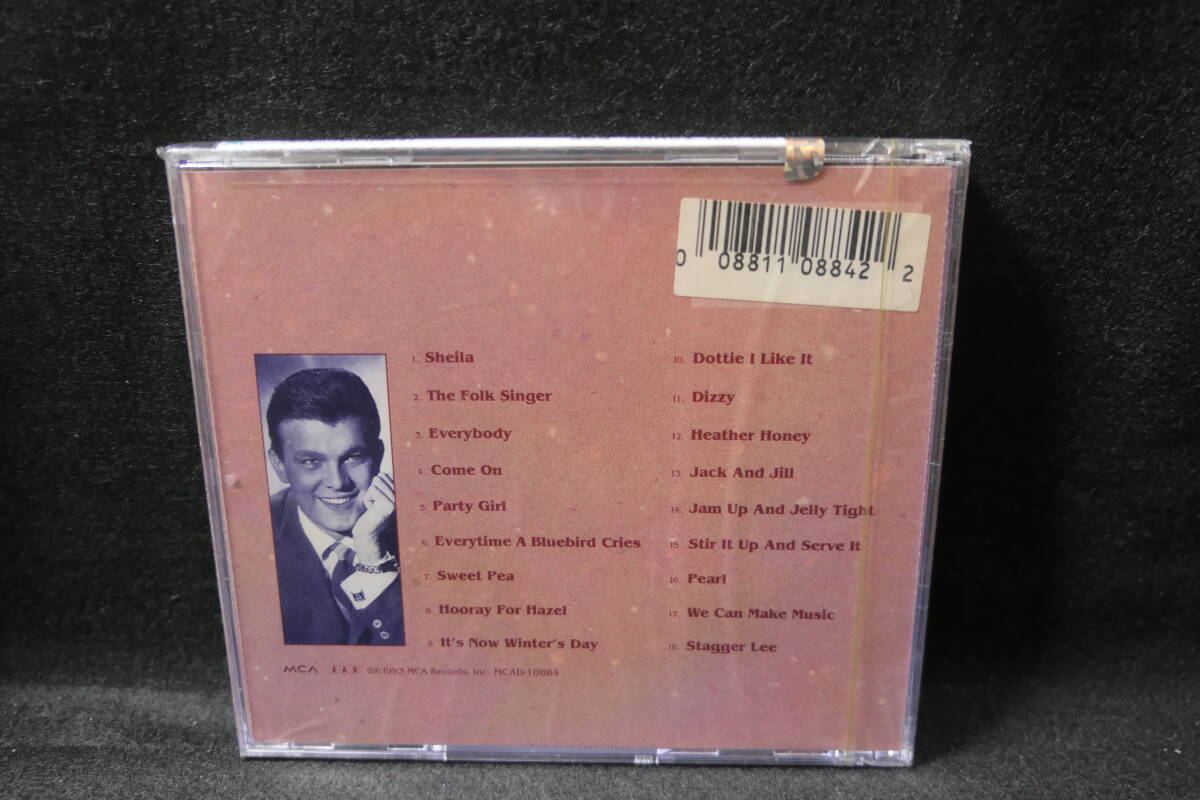 0 08811 08842 2
1. Sheila
2. The Folk Singer
3. Everybody
4. Come On
5. Party Girl
6. Everytime A Bluebird Cries
7. Sweet Pea
8. Hooray For Hazel
9. It's Now Winter's Day
10. Dottie I Like It
11. Dizzy
12. Heather Honey
13. Jack And Jill
14. Jam Up And Jelly Tight
15. Stir It Up And Serve It
16. Pearl
17. We Can Make Music
18. Stagger Lee
MCA ℗©1993 MCA Records, Inc. MCAD-10884